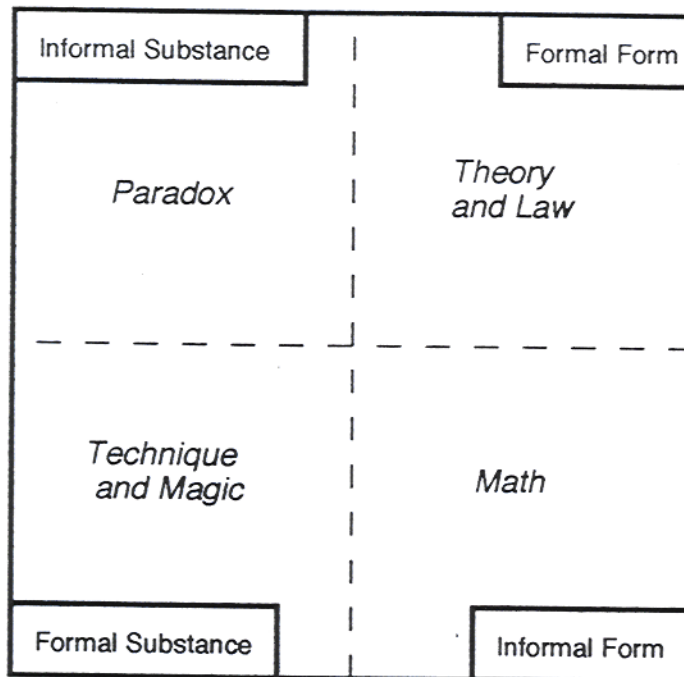 Informal Substance
Formal Form
Paradox
Theory
and Law
Technique
and Magic
Math
Formal Substance
Informal Form